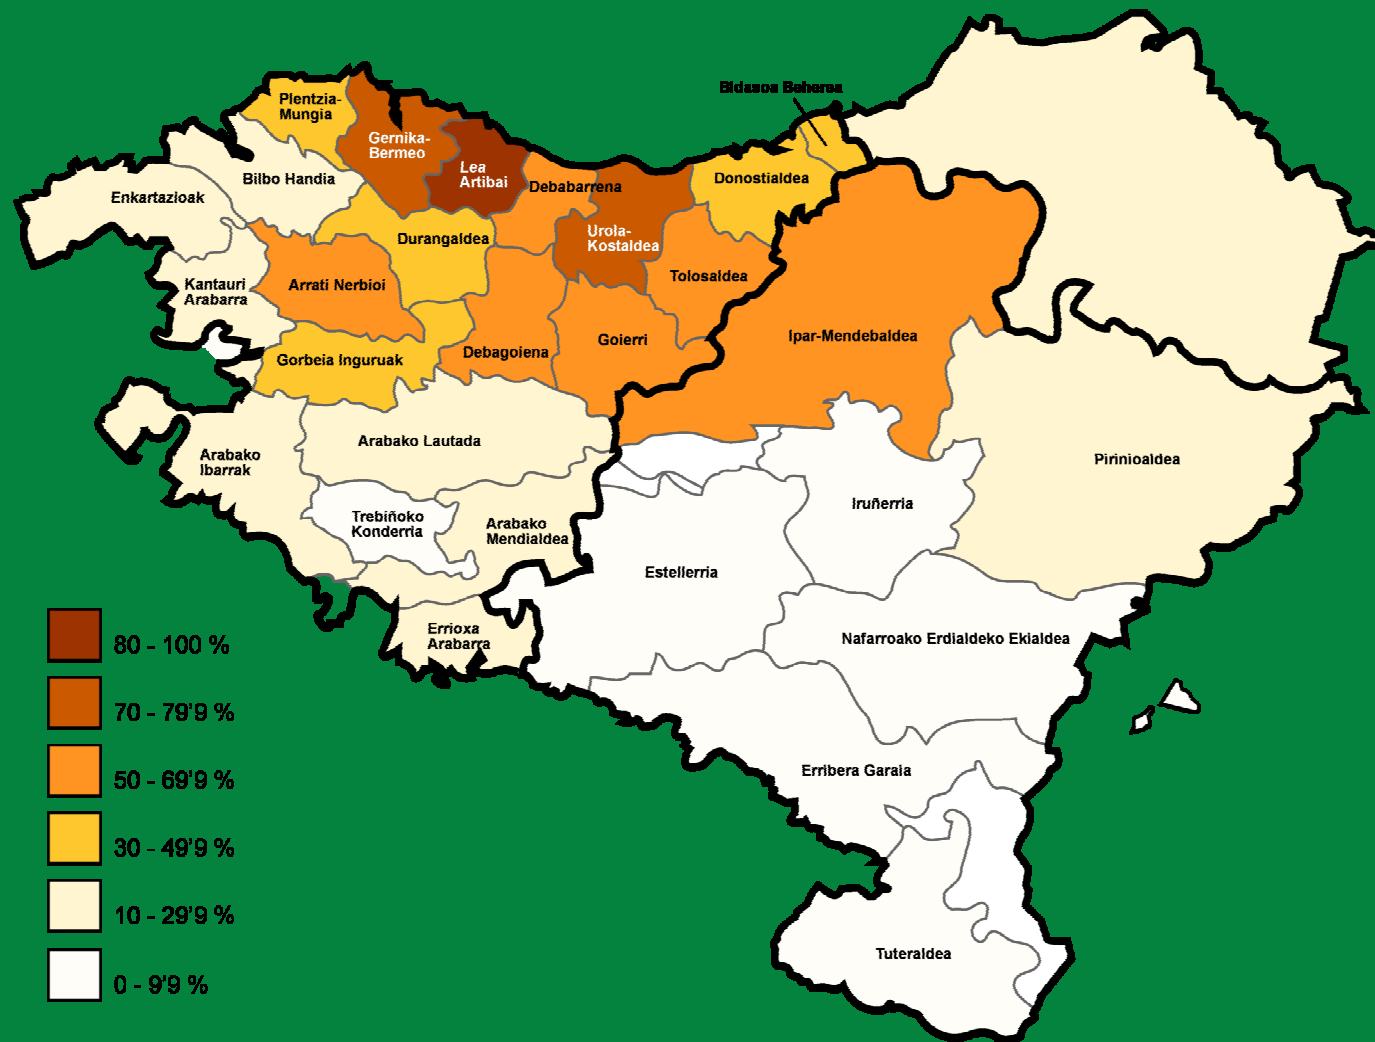 Bidasoa Beherea
Plentzia-
Mungia
Gernika-
Bermeo
Lea
Artibai
Debabarrena
Donostialdea
Bilbo Handia
Enkartazioak
Urola-
Kostaldea
Durangaldea
Tolosaldea
Kantauri
Arabarra
Arrati Nerbioi
Ipar-Mendebaldea
Goierri
Debagoiena
Gorbeia Inguruak
Arabako Lautada
Arabako
Ibarrak
Pirinioaldea
Iruñerria
Trebiñoko
Konderria
Arabako
Mendialdea
Estellerria
Errioxa
Arabarra
Nafarroako Erdialdeko Ekialdea
Erribera Garaia
Tuteraldea
80 - 100 %
70 - 79'9 %
50 - 69'9 %
30 - 49'9 %
10 - 29'9 %
0 - 9'9 %